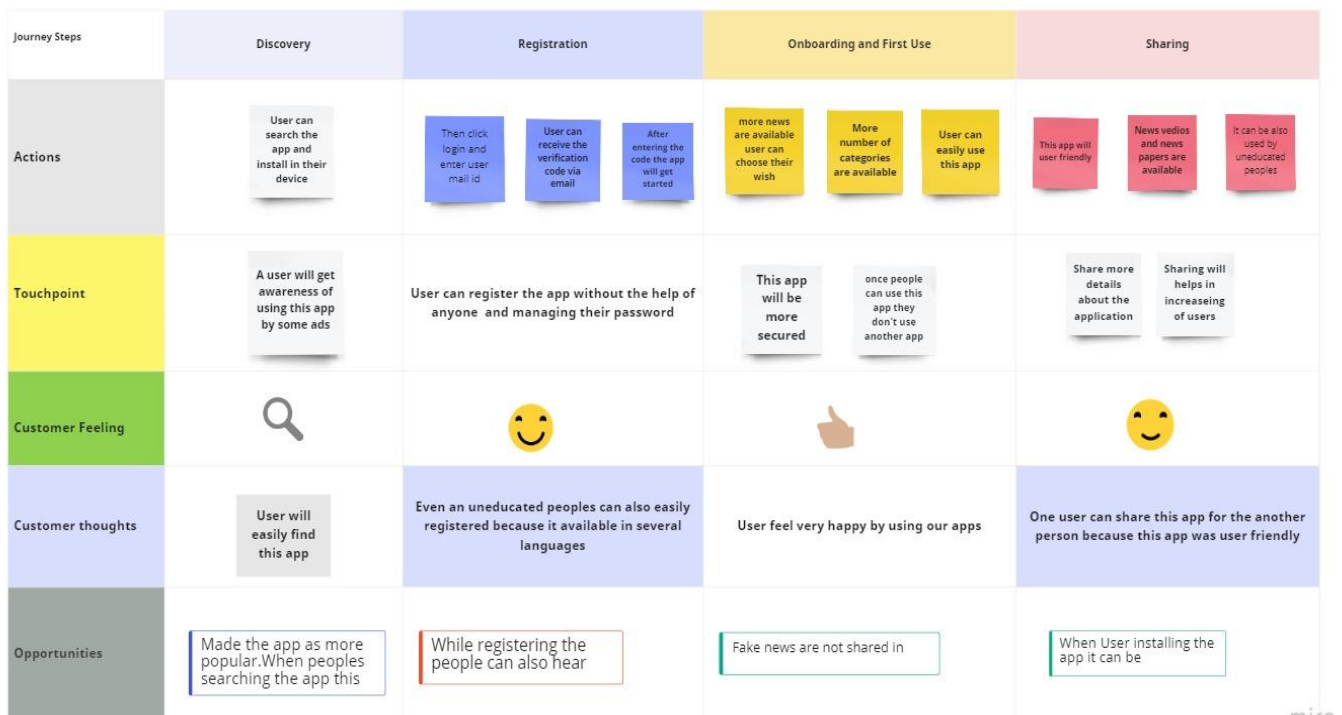 Journey Steps
Discovery
Registration
Onboarding and First Use
Sharing
Actions
User can
search the
app and
install in their
device
Then click
login and
enter user
mail id
User can
receive the
verification
code via
email
After
entering the
code the app
will get
started
more news
are available
user can
choose their
wish
More
number of
categories
are available
User can
easily use
this app
This app will
user friendly
News vedios
and news
papers are
available
It can be also
used by
uneducated
peoples
Touchpoint
A user will get
awareness of
using this app
by some ads
User can register the app without the help of
anyone and managing their password
This app
will be
more
secured
once people
can use this
app they
don't use
another app
Share more
details
about the
application
Sharing will
helps in
increaseing
of users
Customer Feeling
Customer thoughts
User will
easily find
this app
Even an uneducated peoples can also easily
registered because it available in several
languages
User feel very happy by using our apps
One user can share this app for the another
person because this app was user friendly
Opportunities
Made the app as more
popular.When peoples
searching the app this
While registering the
people can also hear
Fake news are not shared in
When User installing the
app it can be
miro